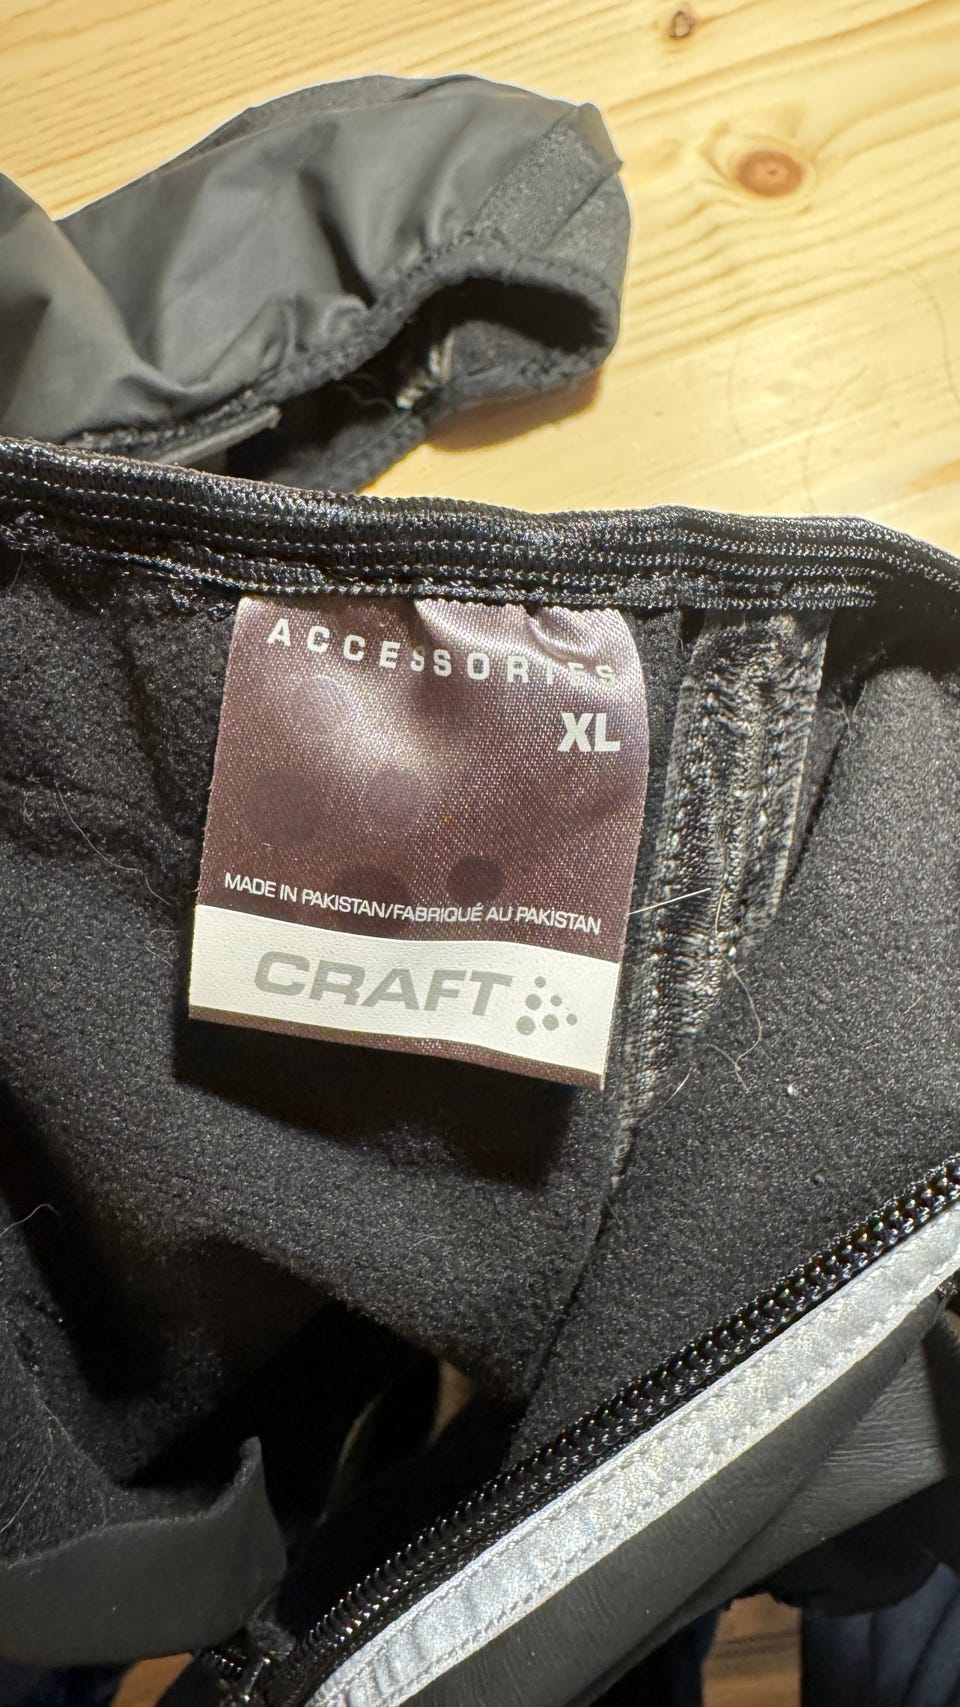 ACCESSORIES
XL
MADE IN PAKISTAN/FABRIQUÉ AU PAKISTAN
CRAFT